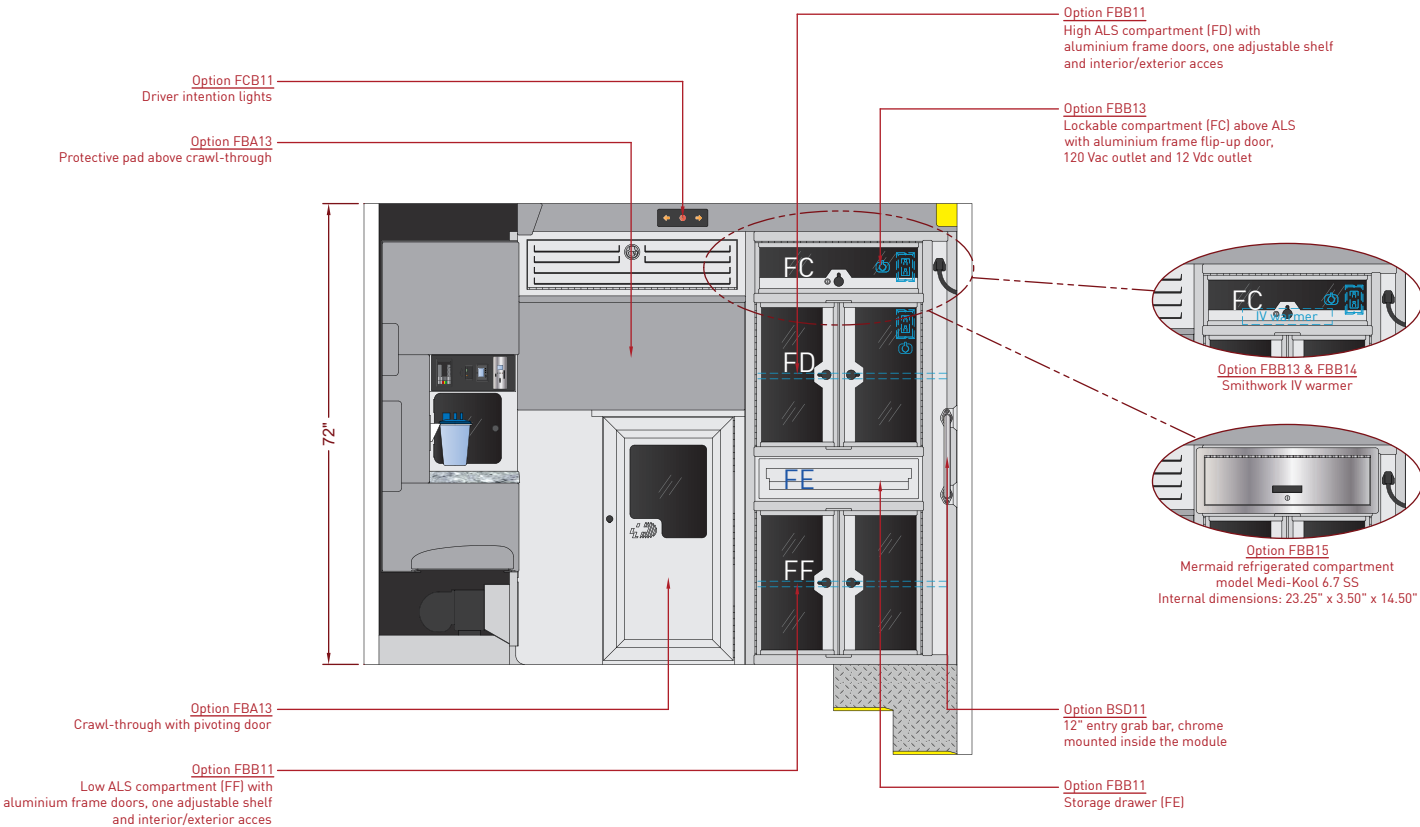 Option FBB11
High ALS compartment (FD) with
aluminium frame doors, one adjustable shelf
and interior/exterior acces
Option FCB11
Driver intention lights
Option FBB13
Lockable compartment (FC) above ALS
with aluminium frame flip-up door,
120 Vac outlet and 12 Vdc outlet
Option FBA13
Protective pad above crawl-through
72"
FC
FD
FE
FF
FC
IV warmer
Option FBB13 & FBB14
Smithwork IV warmer
Option FBB15
Mermaid refrigerated compartment
model Medi-Kool 6.7 SS
Internal dimensions: 23.25" x 3.50" x 14.50"
Option FBA13
Crawl-through with pivoting door
Option BSD11
12" entry grab bar, chrome
mounted inside the module
Option FBB11
Low ALS compartment (FF) with
aluminium frame doors, one adjustable shelf
and interior/exterior acces
Option FBB11
Storage drawer (FE)